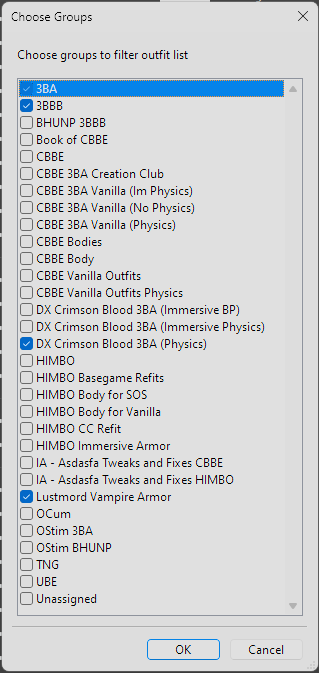 Choose Groups
Choose groups to filter outfit list
3BA
3BBB
BHUNP 3BBB
Book of CBBE
CBBE
CBBE 3BA Creation Club
CBBE 3BA Vanilla (Im Physics)
CBBE 3BA Vanilla (No Physics)
CBBE 3BA Vanilla (Physics)
CBBE Bodies
CBBE Body
CBBE Vanilla Outfits
CBBE Vanilla Outfits Physics
DX Crimson Blood 3BA (Immersive BP)
DX Crimson Blood 3BA (Immersive Physics)
DX Crimson Blood 3BA (Physics)
HIMBO
HIMBO Basegame Refits
HIMBO Body for SOS
HIMBO Body for Vanilla
HIMBO CC Refit
HIMBO Immersive Armor
IA - Asdasfa Tweaks and Fixes CBBE
IA - Asdasfa Tweaks and Fixes HIMBO
Lustmord Vampire Armor
OCum
OStim 3BA
OStim BHUNP
TNG
UBE
Unassigned
OK Cancel